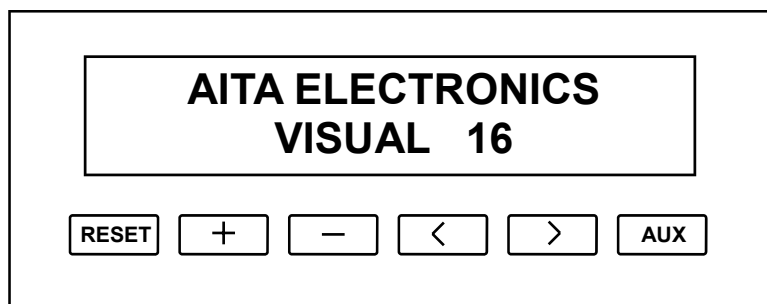 AITA ELECTRONICS
VISUAL 16
RESET + − < > AUX